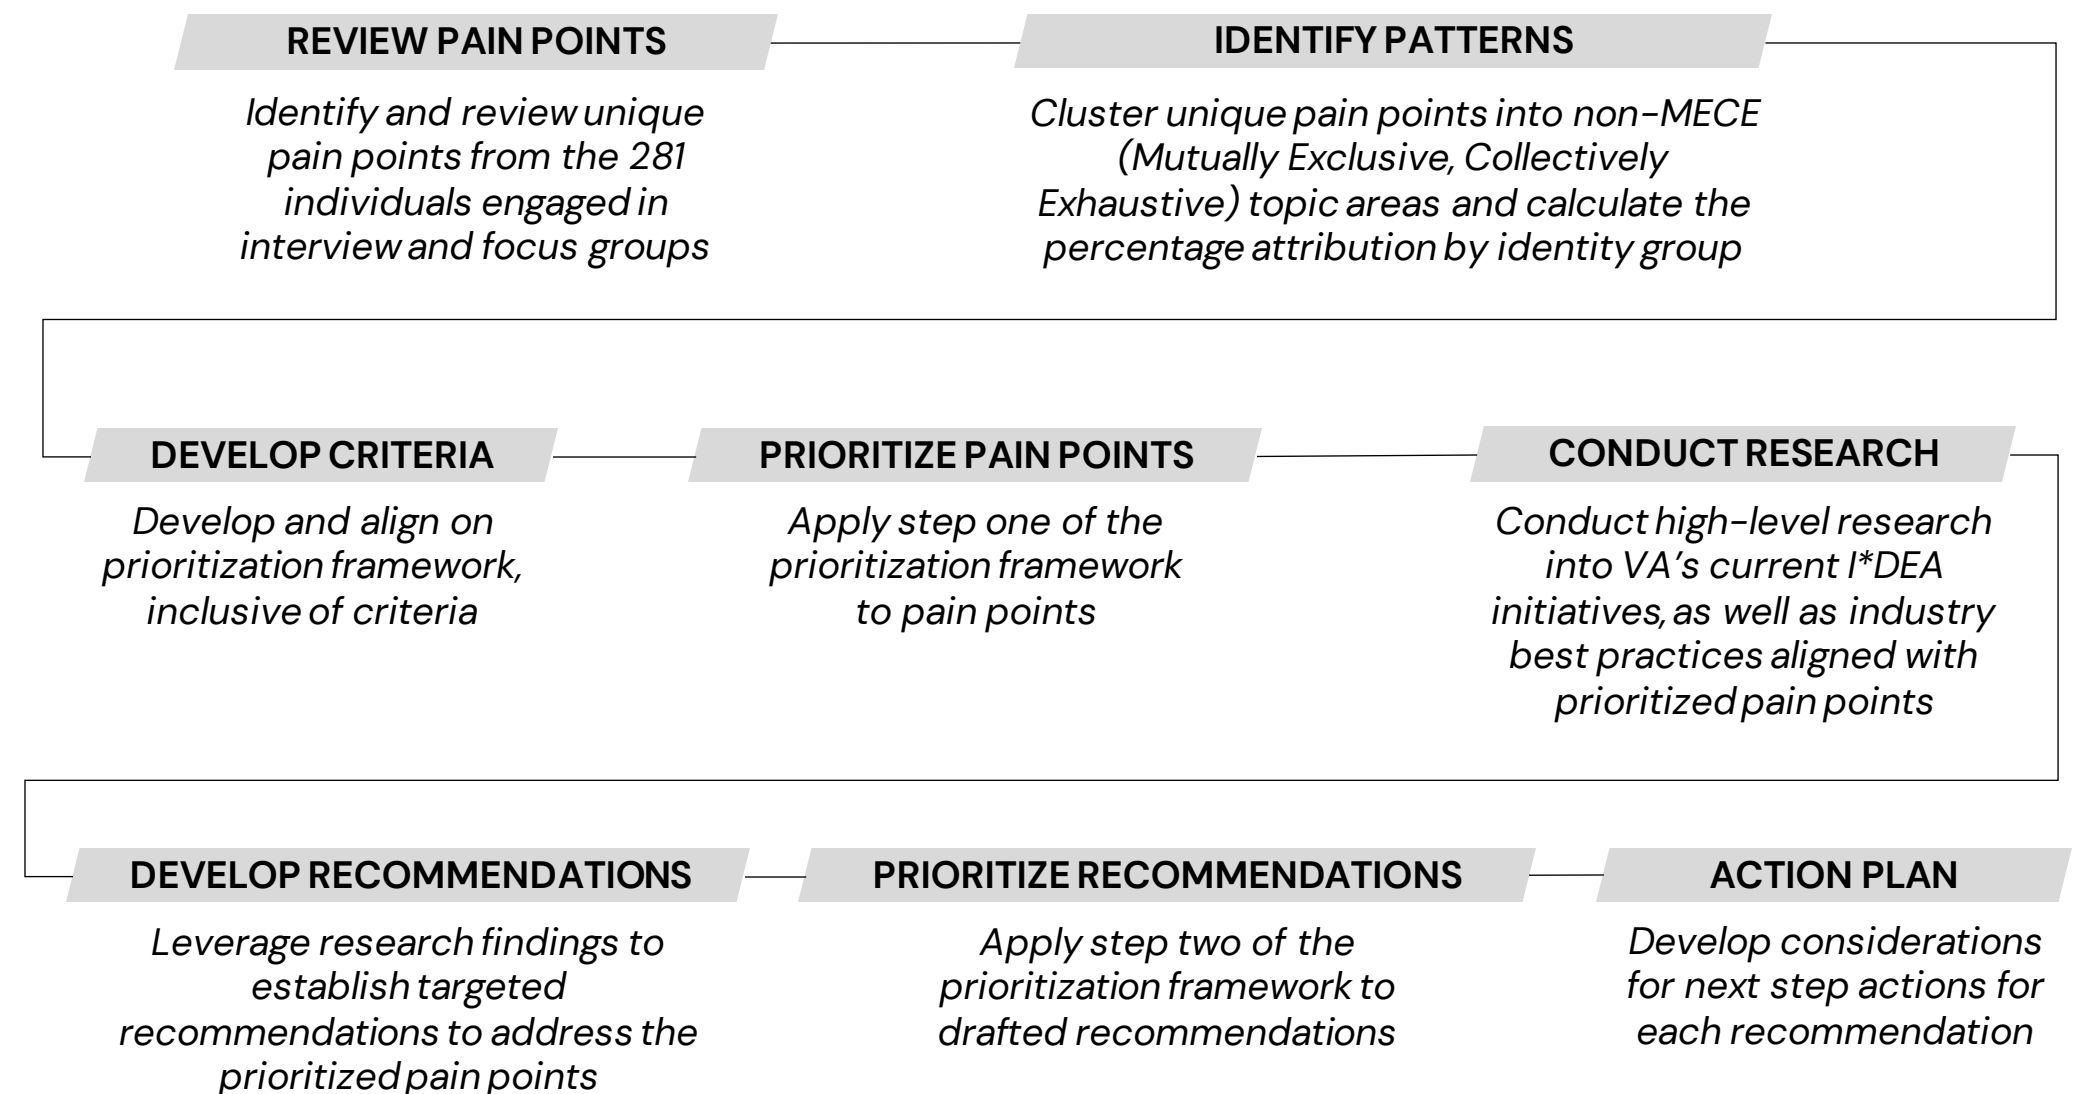 REVIEW PAIN POINTS
Identify and review unique
pain points from the 281
individuals engaged in
interview and focus groups
IDENTIFY PATTERNS
Cluster unique pain points into non-MECE
(Mutually Exclusive, Collectively
Exhaustive) topic areas and calculate the
percentage attribution by identity group
DEVELOP CRITERIA
Develop and align on
prioritization framework,
inclusive of criteria
PRIORITIZE PAIN POINTS
Apply step one of the
prioritization framework
to pain points
CONDUCT RESEARCH
Conduct high-level research
into VA's current I*DEA
initiatives, as well as industry
best practices aligned with
prioritized pain points
DEVELOP RECOMMENDATIONS
Leverage research findings to
establish targeted
recommendations to address the
prioritized pain points
PRIORITIZE RECOMMENDATIONS
Apply step two of the
prioritization framework to
drafted recommendations
ACTION PLAN
Develop considerations
for next step actions for
each recommendation